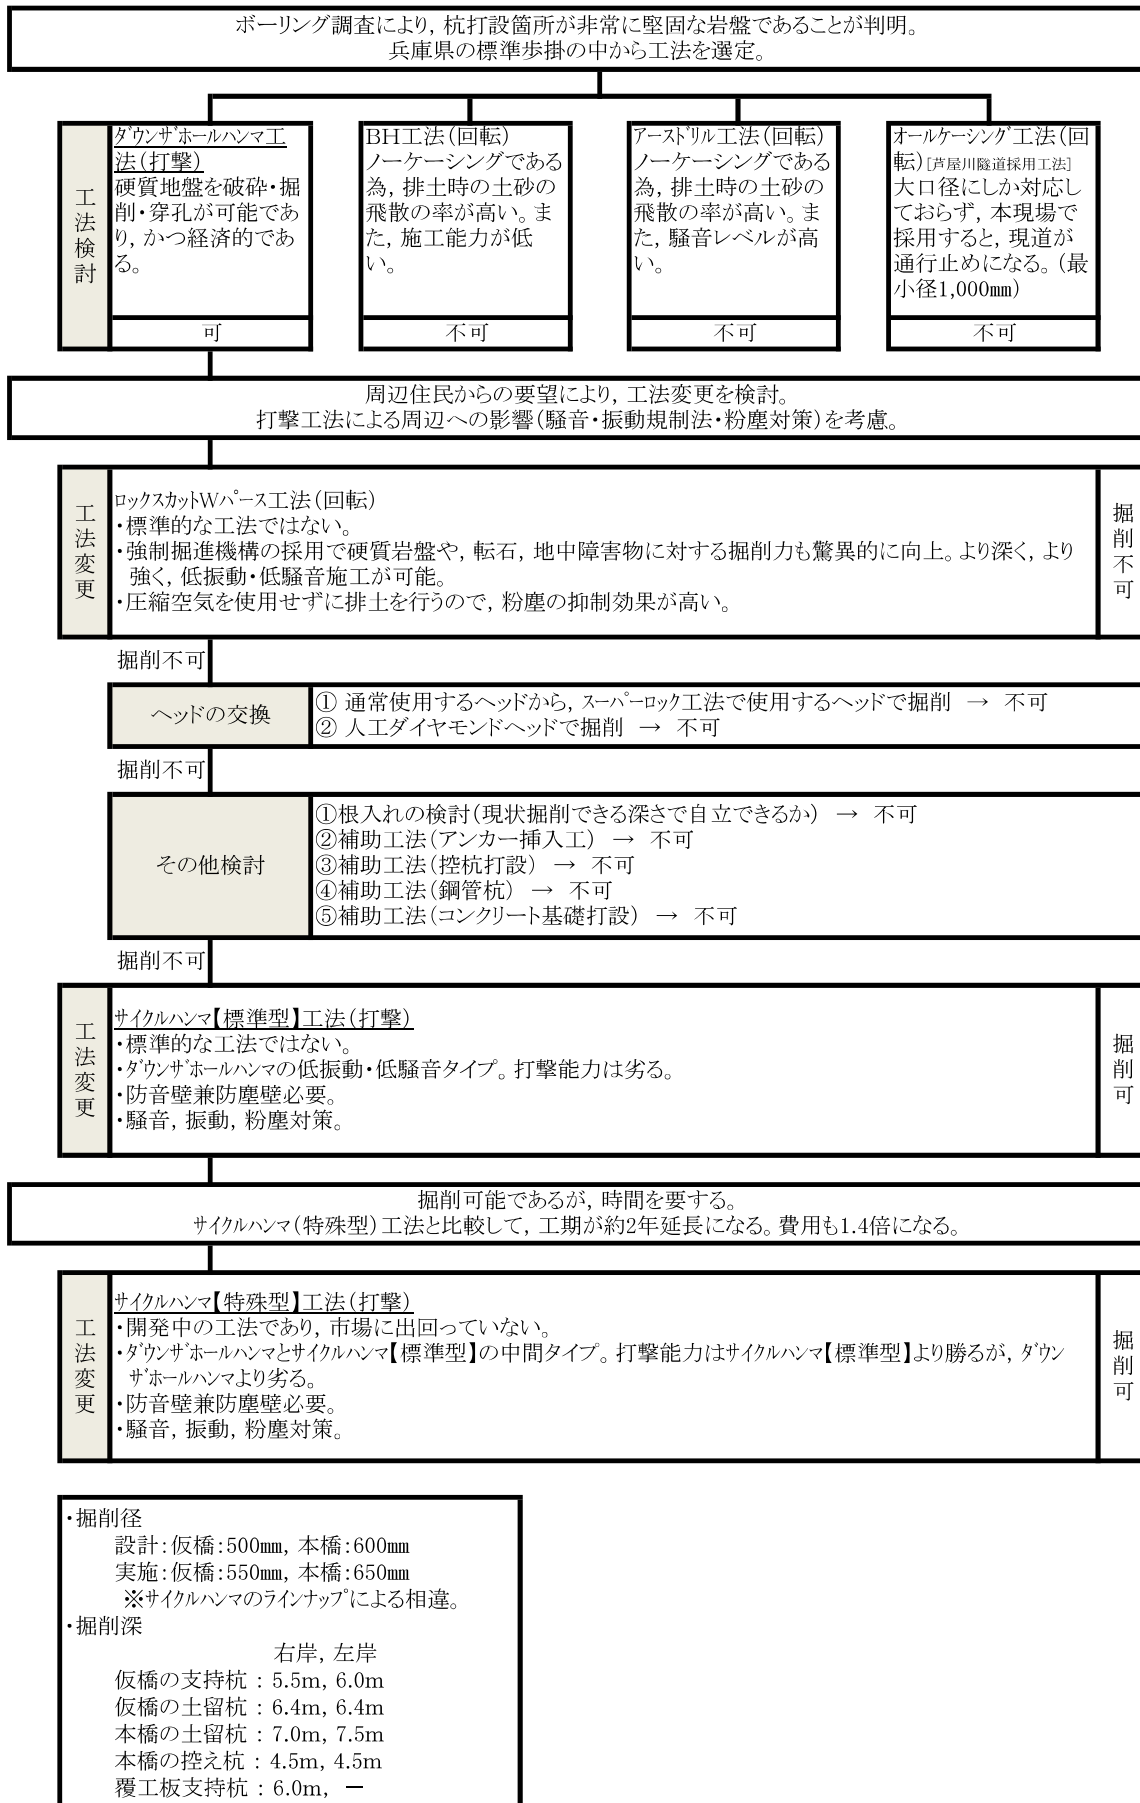 ボーリング調査により，杭打設箇所が非常に堅固な岩盤であることが判明。
兵庫県の標準歩掛の中から工法を選定。
工法検討
ﾀﾞｳﾝｻﾞﾎｰﾙﾊﾝﾏ工
法（打撃）
硬質地盤を破砕・掘
削・穿孔が可能であ
り，かつ経済的であ
る。
可
BH工法（回転）
ノーケーシングである
為，排土時の土砂の
飛散の率が高い。ま
た，施工能力が低
い。
不可
ｱｰｽﾄﾞﾘﾙ工法（回転）
ノーケーシングである
為，排土時の土砂の
飛散の率が高い。ま
た，騒音レベルが高
い。
不可
ｵｰﾙｹｰｼﾝｸﾞ工法（回
転）［芦屋川隧道採用工法］
大口径にしか対応し
ておらず，本現場で
採用すると，現道が
通行止めになる。（最
小径1,000㎜）
不可
周辺住民からの要望により，工法変更を検討。
打撃工法による周辺への影響（騒音・振動規制法・粉塵対策）を考慮。
工法変更
ﾛｯｸｽｶｯﾄWﾊﾟｰｽ工法（回転）
・標準的な工法ではない。
・強制掘進機構の採用で硬質岩盤や，転石，地中障害物に対する掘削力も驚異的に向上。より深く，より
強く，低振動・低騒音施工が可能。
・圧縮空気を使用せずに排土を行うので，粉塵の抑制効果が高い。
掘削不可
掘削不可
ヘッドの交換
① 通常使用するヘッドから，ｽｰﾊﾟｰﾛｯｸ工法で使用するヘッドで掘削 → 不可
② 人工ダイヤモンドヘッドで掘削 → 不可
掘削不可
その他検討
①根入れの検討（現状掘削できる深さで自立できるか） → 不可
②補助工法（アンカー挿入工） → 不可
③補助工法（控杭打設） → 不可
④補助工法（鋼管杭） → 不可
⑤補助工法（コンクリート基礎打設） → 不可
掘削不可
工法変更
ｻｲｸﾙﾊﾝﾏ【標準型】工法（打撃）
・標準的な工法ではない。
・ﾀﾞｳﾝｻﾞﾎｰﾙﾊﾝﾏの低振動・低騒音タイプ。打撃能力は劣る。
・防音壁兼防塵壁必要。
・騒音，振動，粉塵対策。
掘削可
掘削可能であるが，時間を要する。
ｻｲｸﾙﾊﾝﾏ（特殊型）工法と比較して，工期が約2年延長になる。費用も1.4倍になる。
工法変更
ｻｲｸﾙﾊﾝﾏ【特殊型】工法（打撃）
・開発中の工法であり，市場に出回っていない。
・ﾀﾞｳﾝｻﾞﾎｰﾙﾊﾝﾏとｻｲｸﾙﾊﾝﾏ【標準型】の中間タイプ。打撃能力はｻｲｸﾙﾊﾝﾏ【標準型】より勝るが，ﾀﾞｳﾝ
ｻﾞﾎｰﾙﾊﾝﾏより劣る。
・防音壁兼防塵壁必要。
・騒音，振動，粉塵対策。
掘削可
・掘削径
設計：仮橋：500㎜，本橋：600㎜
実施：仮橋：550㎜，本橋：650㎜
※ｻｲｸﾙﾊﾝﾏのﾗｲﾝﾅｯﾌﾟによる相違。
・掘削深
右岸，左岸
仮橋の支持杭：5.5m，6.0m
仮橋の土留杭：6.4m，6.4m
本橋の土留杭：7.0m，7.5m
本橋の控え杭：4.5m，4.5m
覆工板支持杭：6.0m，－